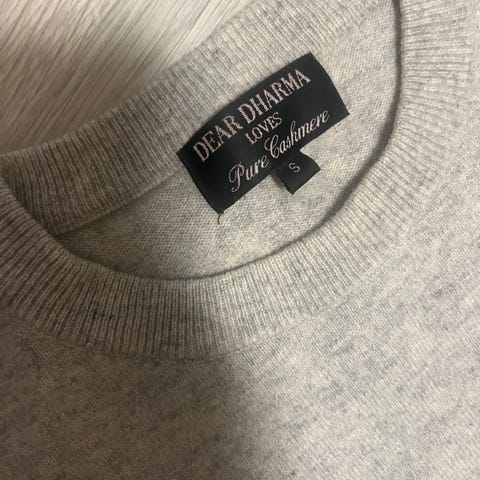 DEAR DHARMA
LOVES
Pure Cashmere
S